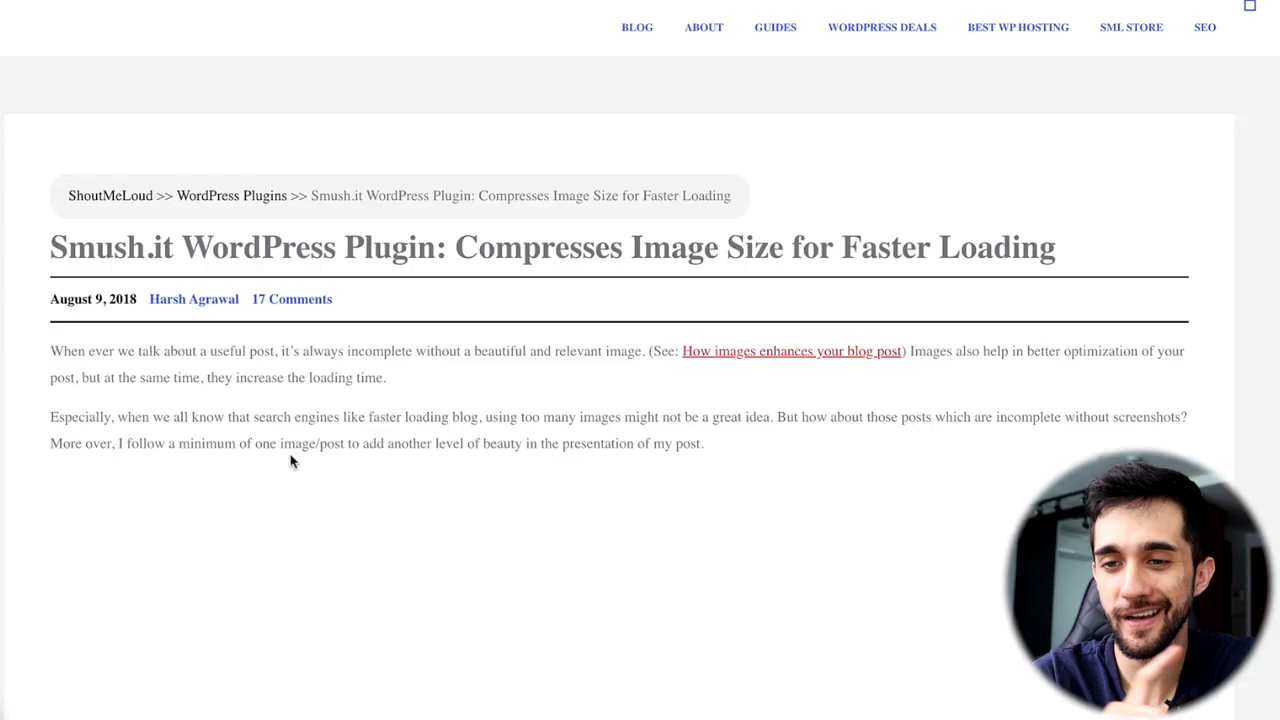 BLOG ABOUT GUIDES WORDPRESS DEALS BEST WP HOSTING SML STORE SEO
ShoutMeLoud >> WordPress Plugins >> Smush.it WordPress Plugin: Compresses Image Size for Faster Loading
Smush.it WordPress Plugin: Compresses Image Size for Faster Loading
August 9, 2018 Harsh Agrawal 17 Comments
When ever we talk about a useful post, it's always incomplete without a beautiful and relevant image. (See: How images enhances your blog post) Images also help in better optimization of your
post, but at the same time, they increase the loading time.
Especially, when we all know that search engines like faster loading blog, using too many images might not be a great idea. But how about those posts which are incomplete without screenshots?
More over, I follow a minimum of one image/post to add another level of beauty in the presentation of my post.